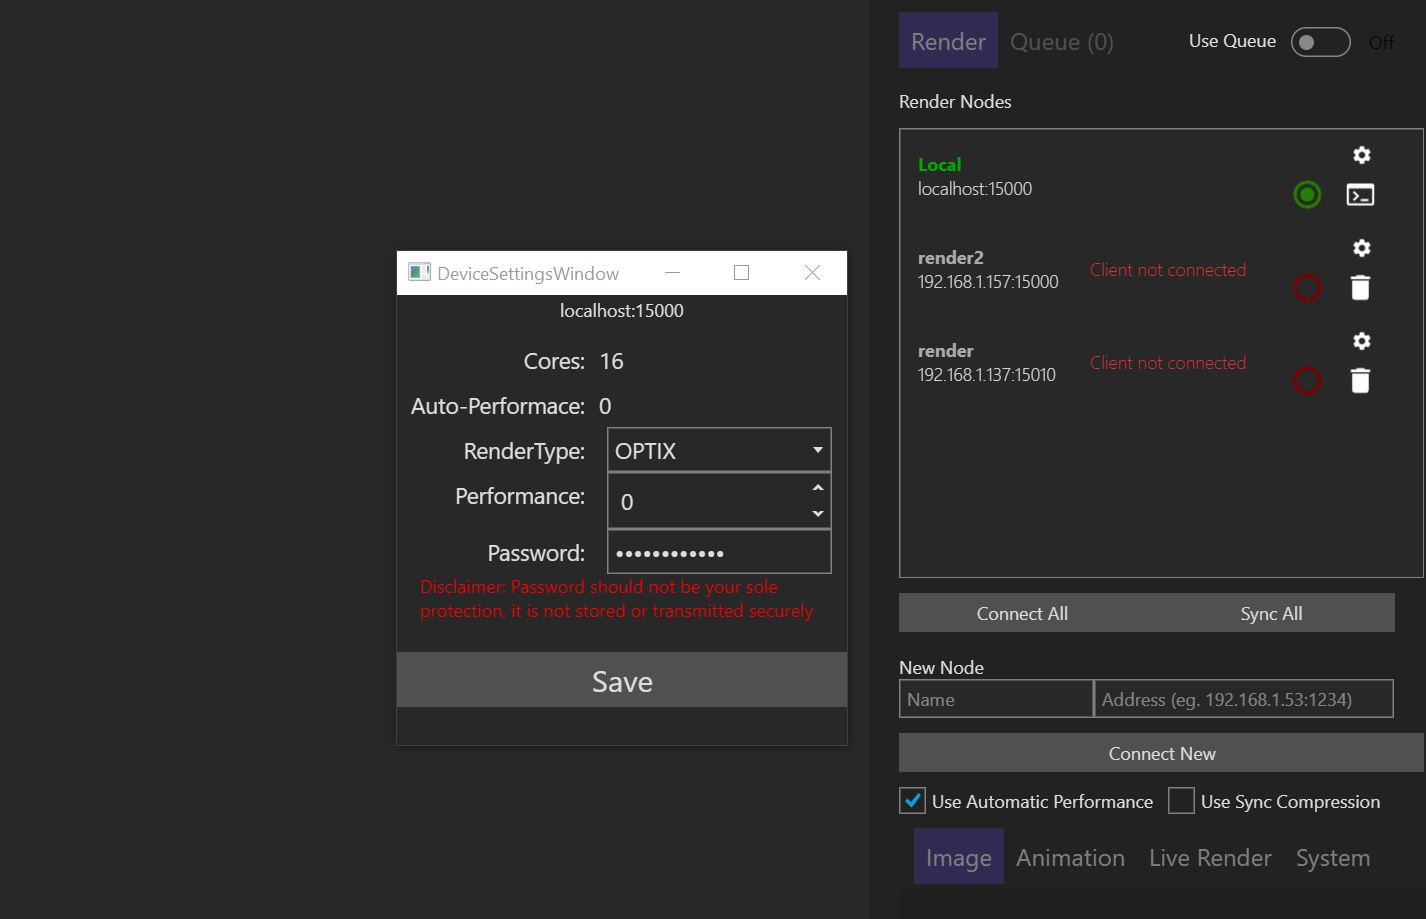 Render Queue (0) Use Queue Off
Render Nodes
Local
localhost:15000
render2
192.168.1.157:15000
Client not connected
render
192.168.1.137:15010
Client not connected
Connect All Sync All
New Node
Name Address (eg. 192.168.1.53:1234)
Connect New
Use Automatic Performance Use Sync Compression
Image Animation Live Render System
DeviceSettingsWindow
localhost:15000
Cores: 16
Auto-Performace: 0
RenderType: OPTIX
Performance: 0
Password: ••••••••••••
Disclaimer: Password should not be your sole
protection, it is not stored or transmitted securely
Save